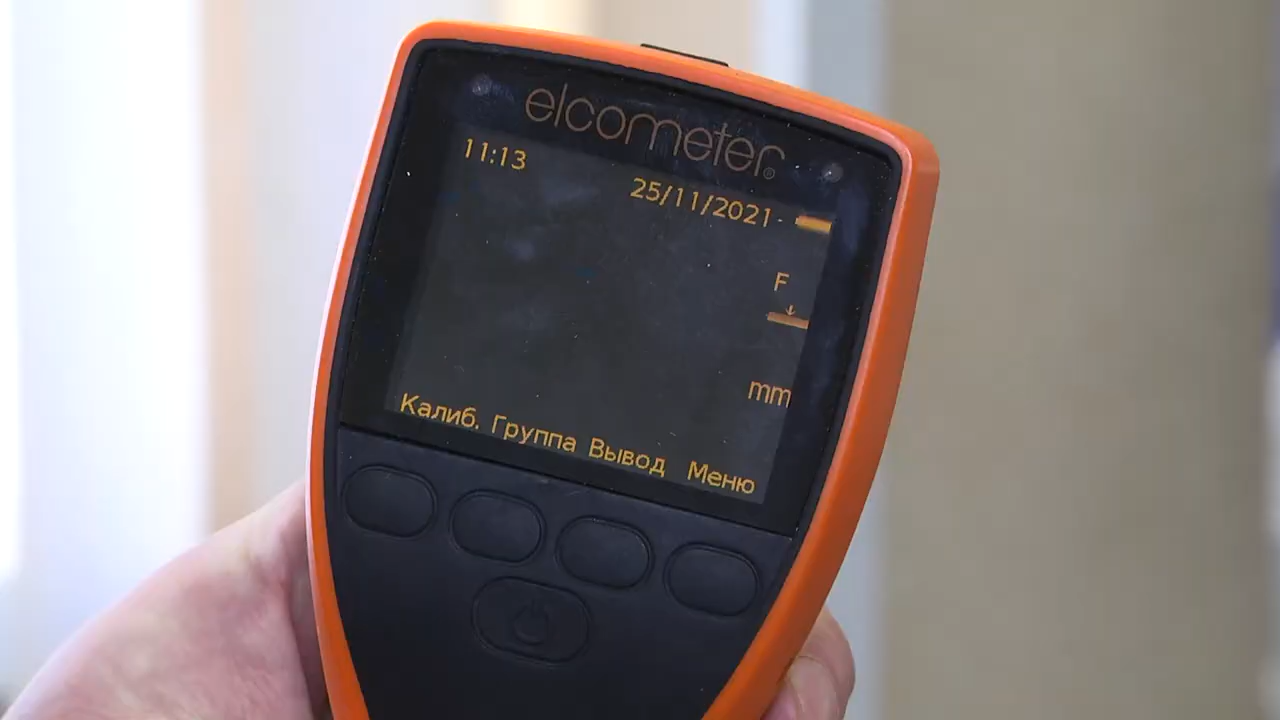 elcometer®
11:13
25/11/2021
F
mm
Калиб. Группа Вывод Меню